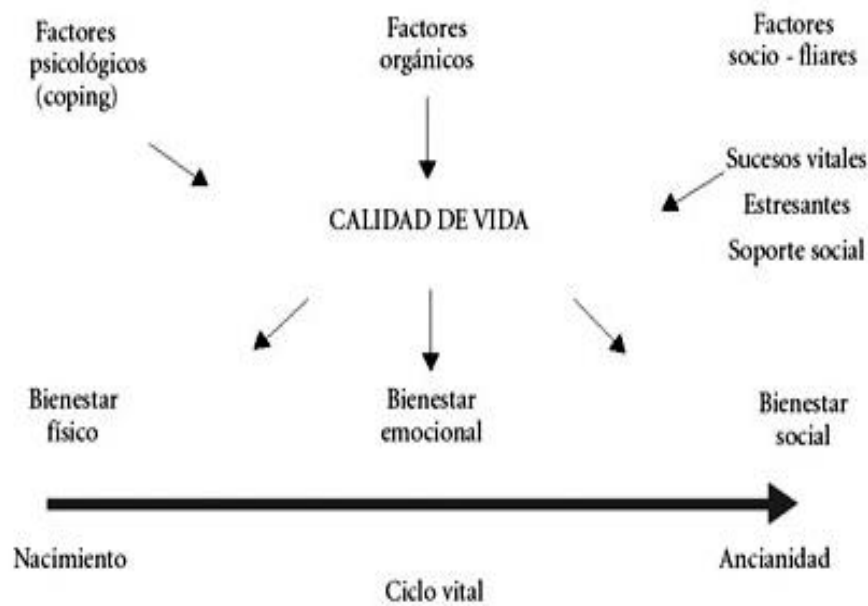 Factores
psicológicos
(coping)
Factores
orgánicos
Factores
socio - fliares
Sucesos vitales
Estresantes
Soporte social
CALIDAD DE VIDA
Bienestar
físico
Bienestar
emocional
Bienestar
social
Nacimiento
Ancianidad
Ciclo vital